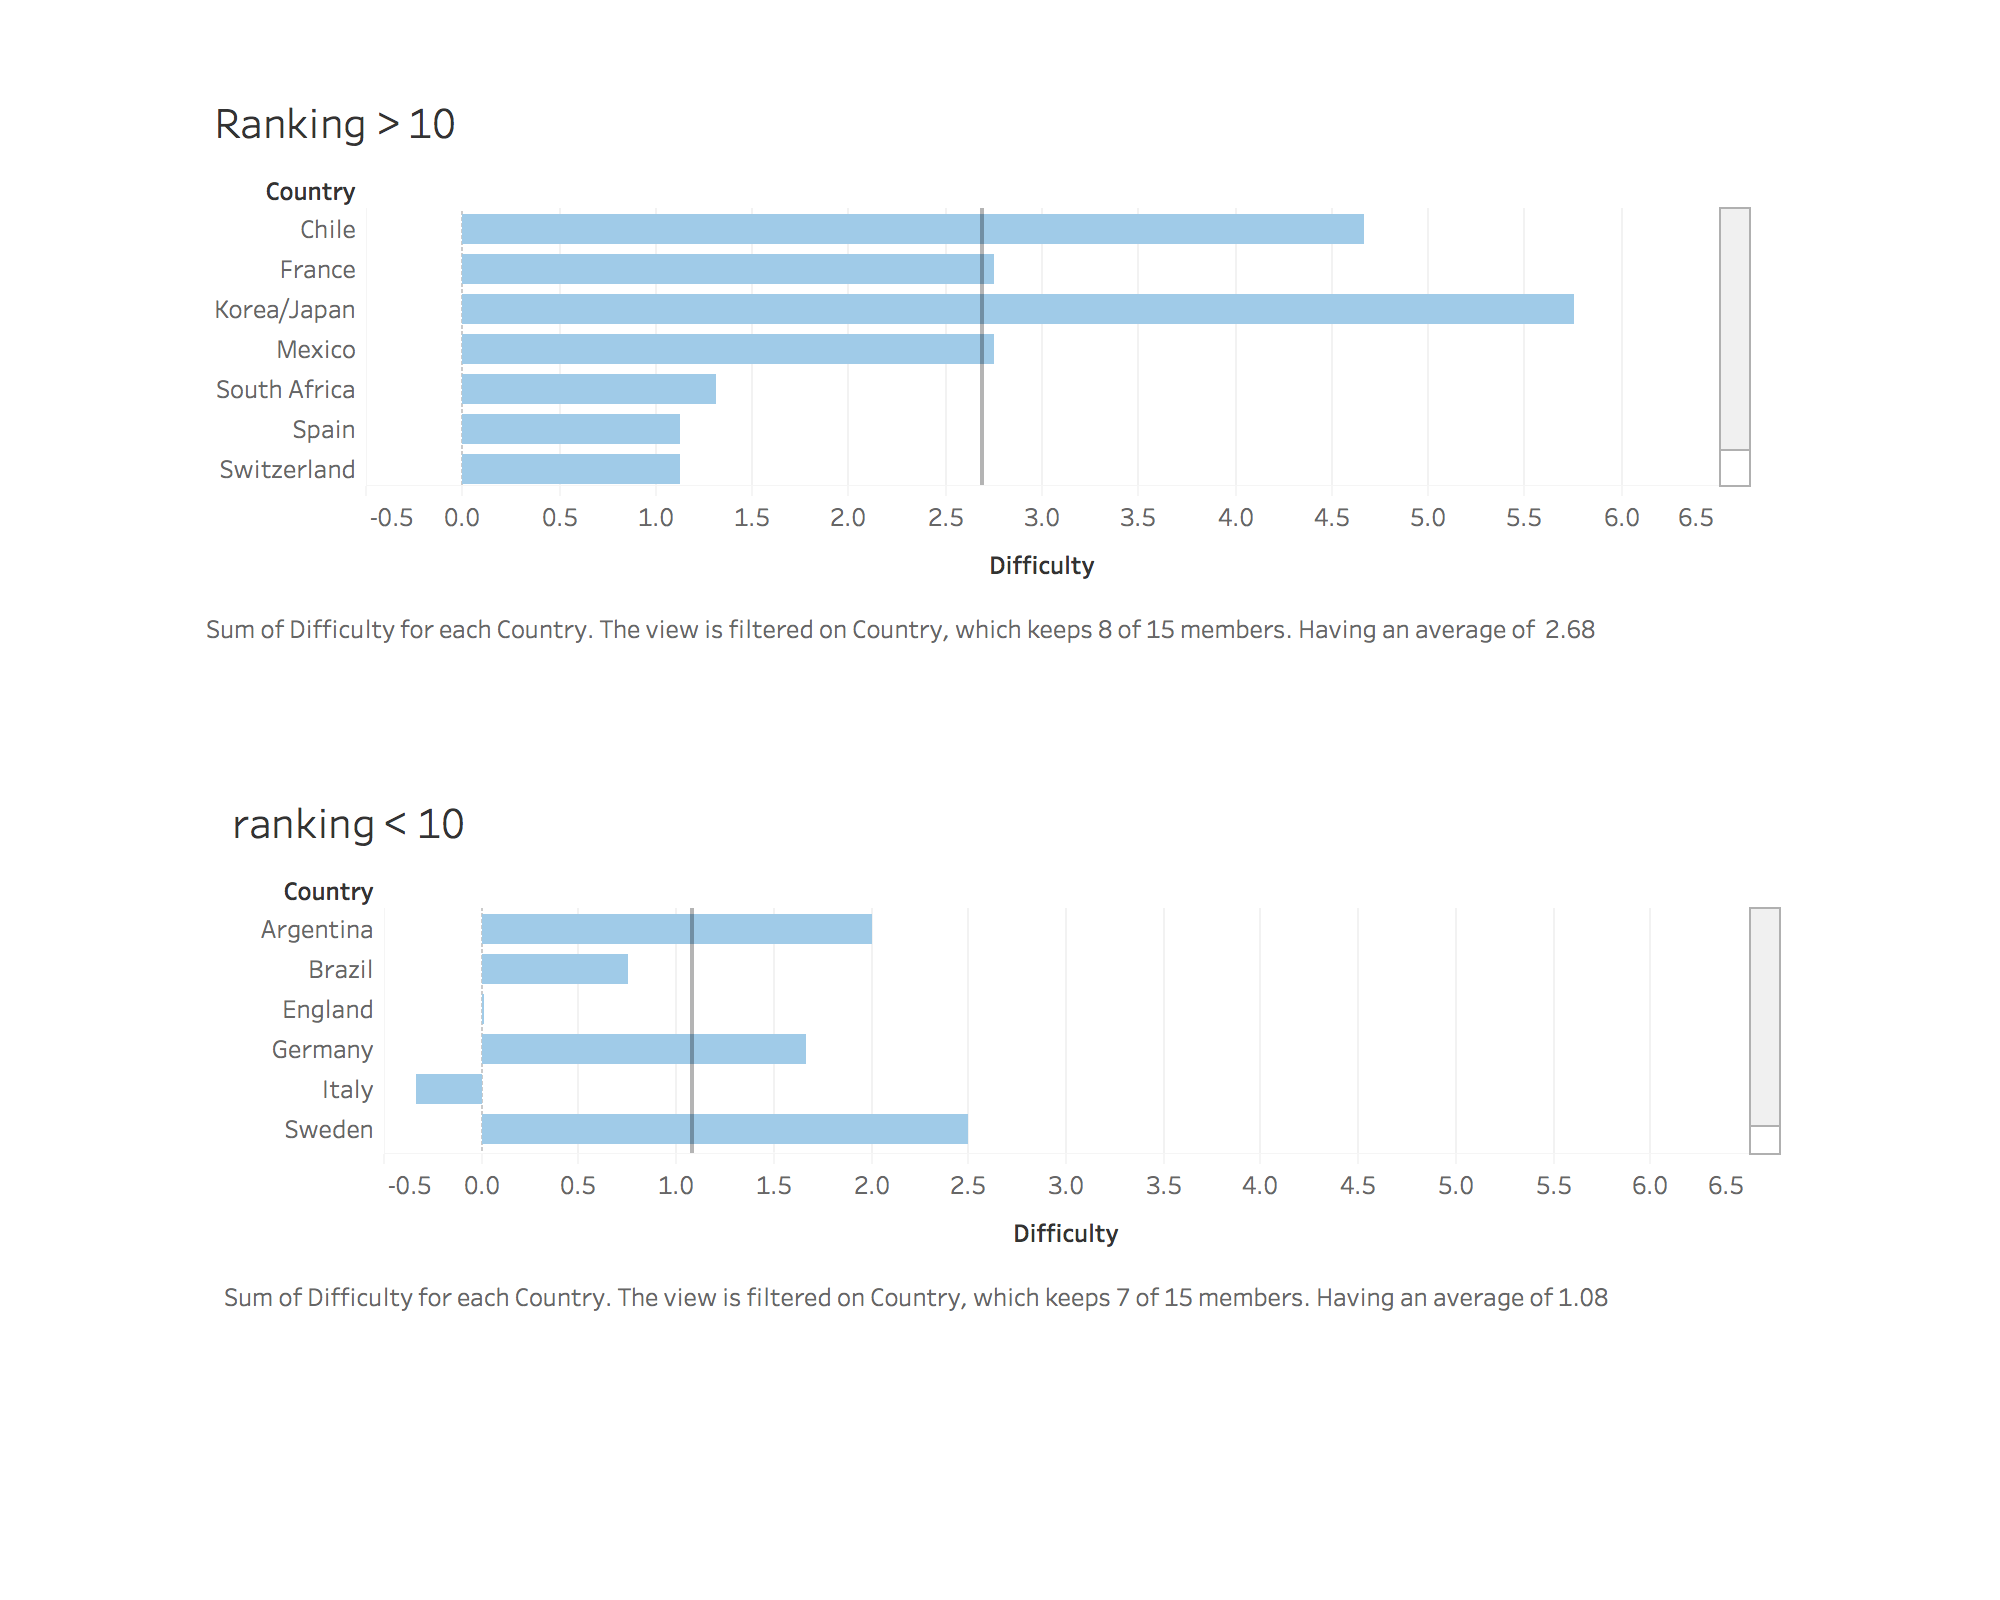 Ranking > 10
Country
Chile
France
Korea/Japan
Mexico
South Africa
Spain
Switzerland
-0.5 0.0 0.5 1.0 1.5 2.0 2.5 3.0 3.5 4.0 4.5 5.0 5.5 6.0 6.5
Difficulty
Sum of Difficulty for each Country. The view is filtered on Country, which keeps 8 of 15 members. Having an average of  2.68
ranking < 10
Country
Argentina
Brazil
England
Germany
Italy
Sweden
-0.5 0.0 0.5 1.0 1.5 2.0 2.5 3.0 3.5 4.0 4.5 5.0 5.5 6.0 6.5
Difficulty
Sum of Difficulty for each Country. The view is filtered on Country, which keeps 7 of 15 members. Having an average of 1.08